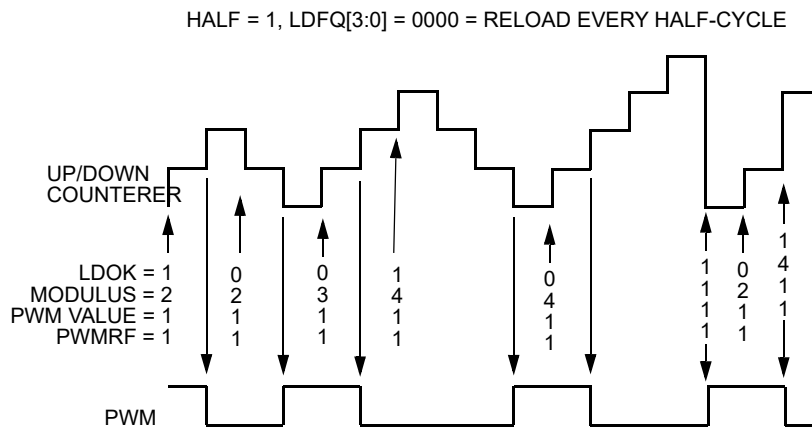 HALF = 1, LDFQ[3:0] = 0000 = RELOAD EVERY HALF-CYCLE
UP/DOWN
COUNTERER
LDOK = 1 0 0 1 0 1 0 1
MODULUS = 2 2 3 4 4 1 2 4
PWM VALUE = 1 1 1 1 1 1 1 1
PWMRF = 1 1 1 1 1 1 1 1
PWM